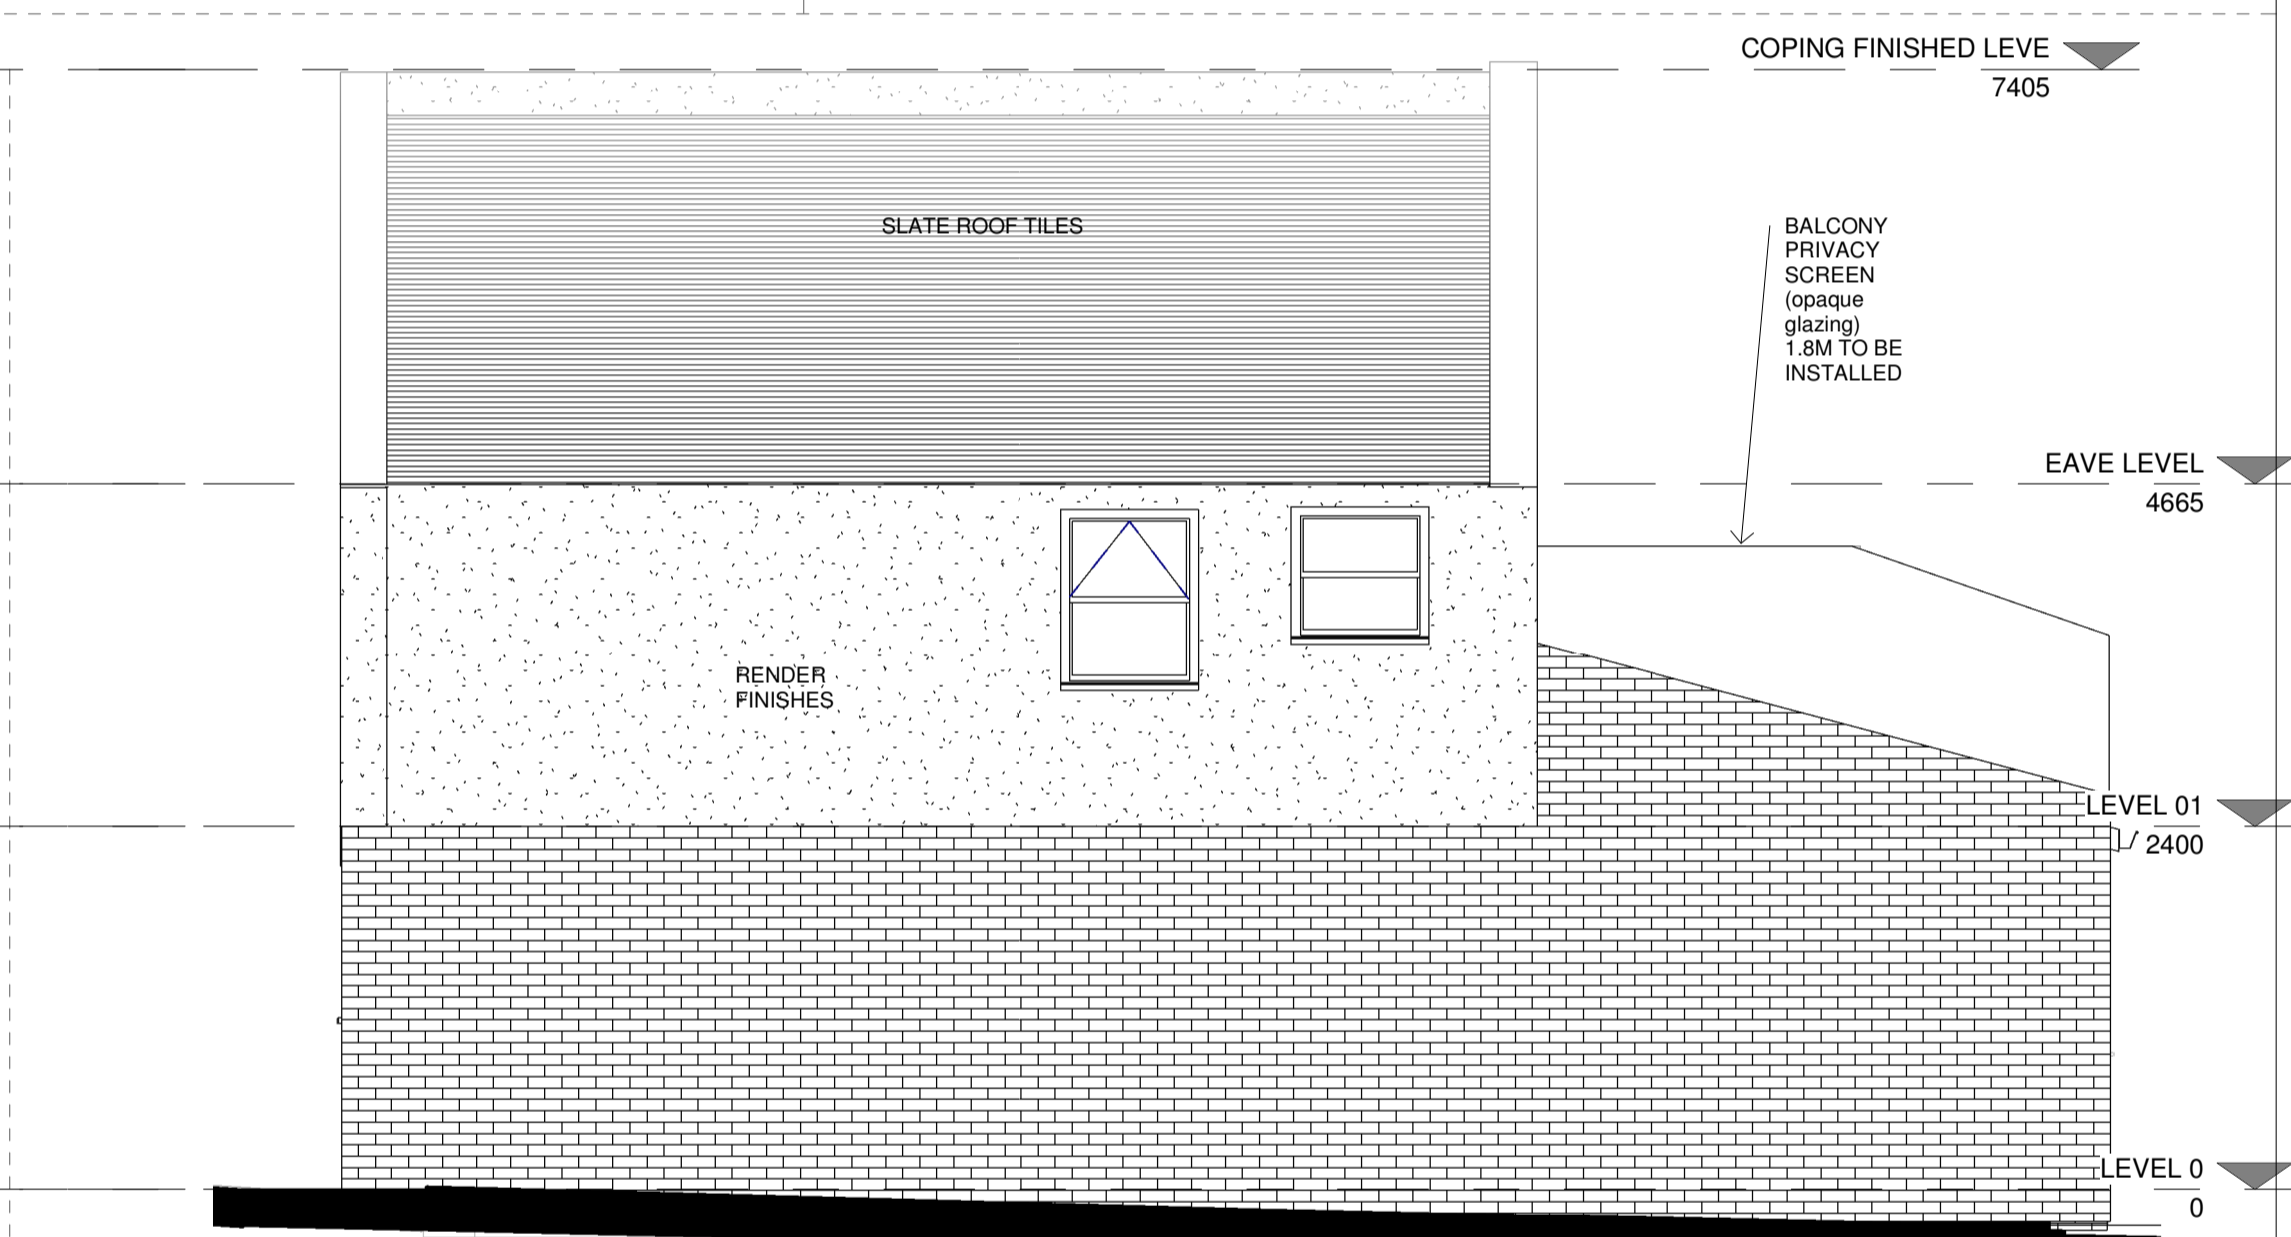 COPING FINISHED LEVE
7405
SLATE ROOF TILES
BALCONY
PRIVACY
SCREEN
(opaque
glazing)
1.8M TO BE
INSTALLED
EAVE LEVEL
4665
RENDER
FINISHES
LEVEL 01
2400
LEVEL 0
0